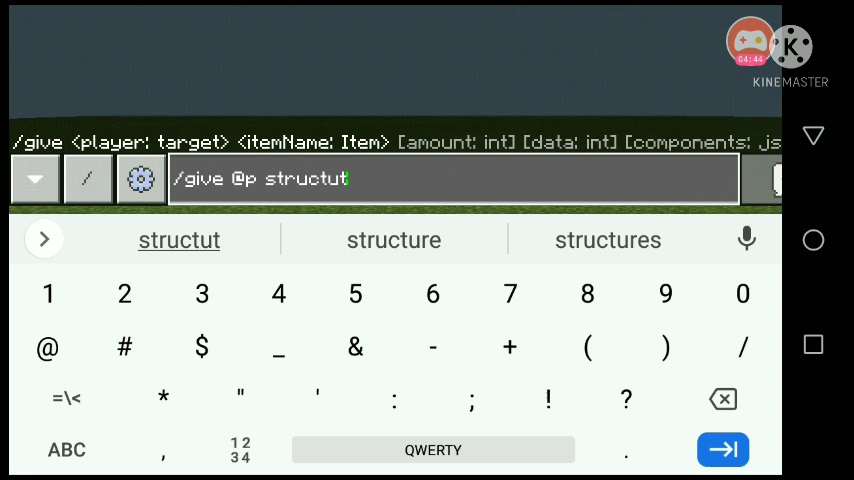 04:44
K
KINEMASTER
/give <player: target> <itemName: Item> [amount: int] [data: int] [components: js
/ /give @p structut
structut structure structures
1 2 3 4 5 6 7 8 9 0
@ # $ _ & - + ( ) /
=\< * " ' : ; ! ?
ABC , 12 34 QWERTY .